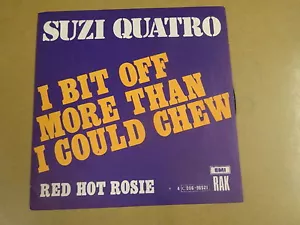 SUZI QUATRO
I BIT OFF
MORE THAN
I COULD CHEW
RED HOT ROSIE
EMI
RAK